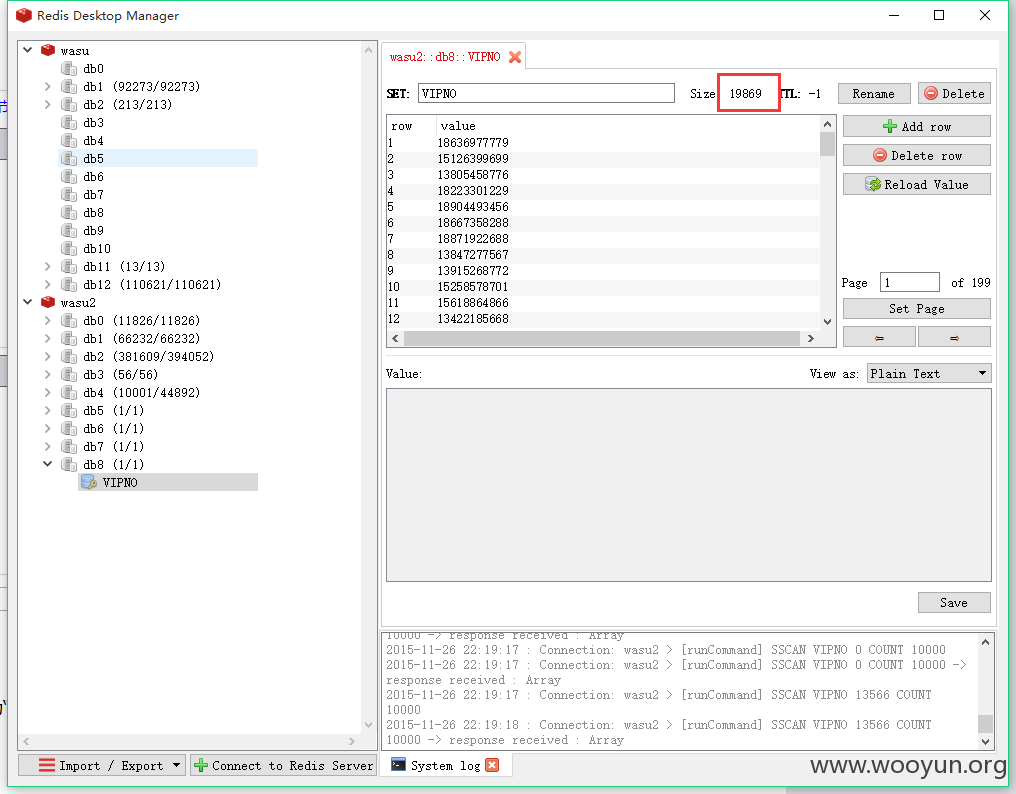 Redis Desktop Manager
wasu
db0
db1 (92273/92273)
db2 (213/213)
db3
db4
db5
db6
db7
db8
db9
db10
db11 (13/13)
db12 (110621/110621)
wasu2
db0 (11826/11826)
db1 (66232/66232)
db2 (381609/394052)
db3 (56/56)
db4 (10001/44892)
db5 (1/1)
db6 (1/1)
db7 (1/1)
db8 (1/1)
VIPNO
Import / Export
Connect to Redis Server
wasu2::db8::VIPNO
SET: VIPNO Size 19869 TTL: -1 Rename Delete
row value
1 18636977779
2 15126399699
3 13805458776
4 18223301229
5 18904493456
6 18667358288
7 18871922688
8 13847277567
9 13915268772
10 15258578701
11 15618864866
12 13422185668
Add row
Delete row
Reload Value
Page 1 of 199
Set Page
Value: View as: Plain Text
Save
10000 -> response received : Array
2015-11-26 22:19:17 : Connection: wasu2 > [runCommand] SSCAN VIPNO 0 COUNT 10000
2015-11-26 22:19:17 : Connection: wasu2 > [runCommand] SSCAN VIPNO 0 COUNT 10000 ->
response received : Array
2015-11-26 22:19:17 : Connection: wasu2 > [runCommand] SSCAN VIPNO 13566 COUNT
10000
2015-11-26 22:19:18 : Connection: wasu2 > [runCommand] SSCAN VIPNO 13566 COUNT
10000 -> response received : Array
System log
www.wooyun.org